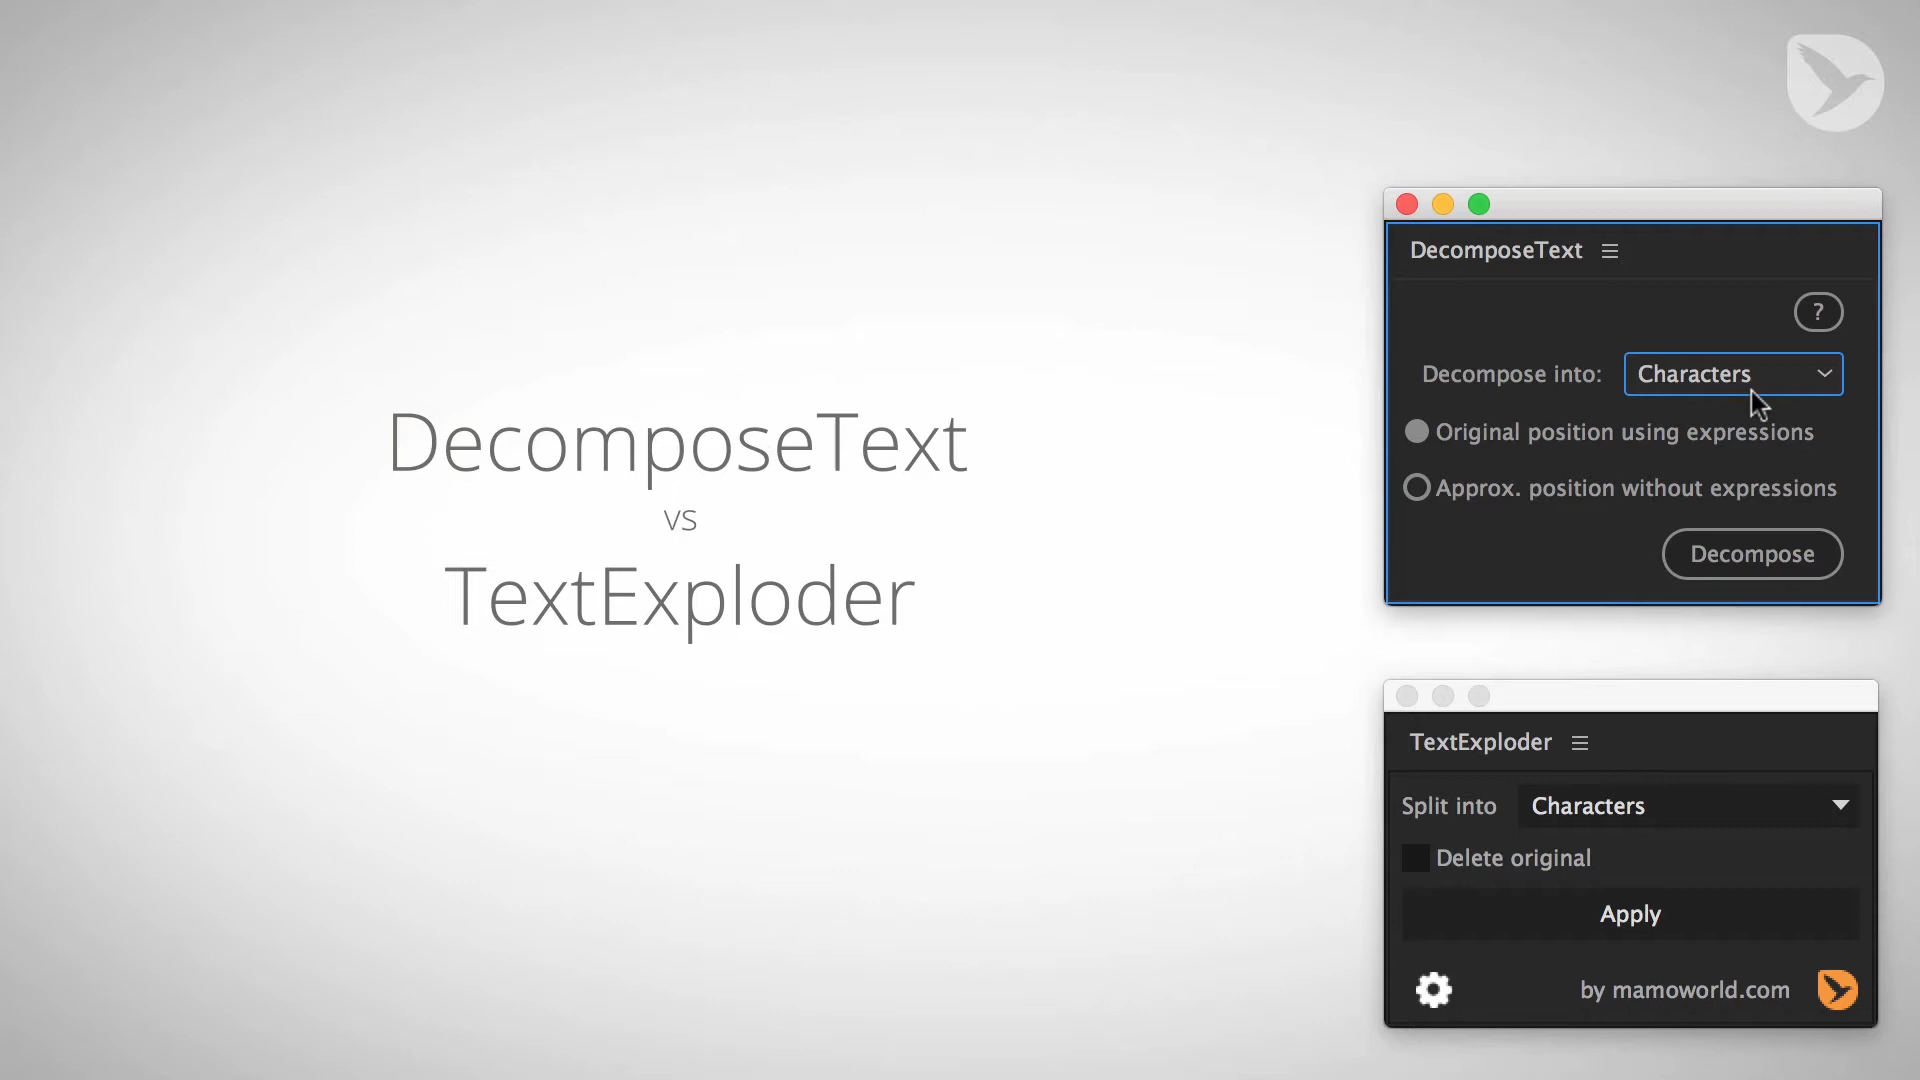 DecomposeText
vs
TextExploder
DecomposeText
?
Decompose into: Characters
Original position using expressions
Approx. position without expressions
Decompose
TextExploder
Split into Characters
Delete original
Apply
by mamoworld.com